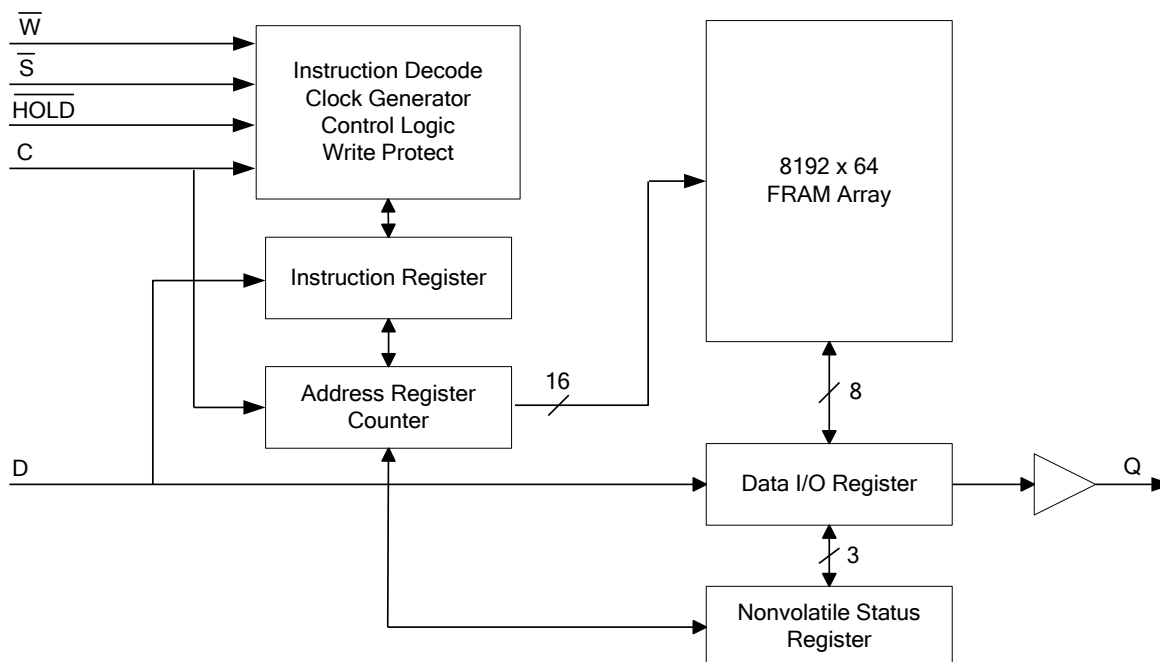 W̅
S̅
H̅O̅L̅D̅
C
Instruction Decode
Clock Generator
Control Logic
Write Protect
8192 x 64
FRAM Array
Instruction Register
Address Register
Counter
16
8
D
Data I/O Register
Q
3
Nonvolatile Status
Register